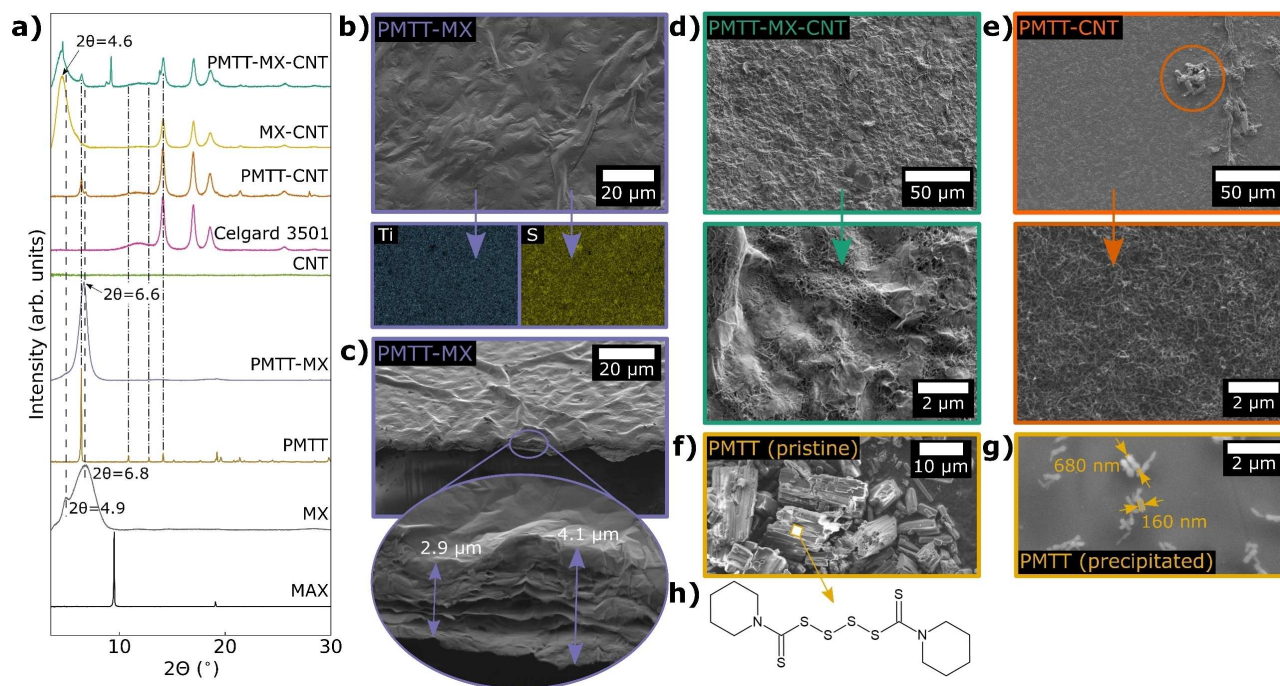 a)
2θ=4.6
PMTT-MX-CNT
MX-CNT
PMTT-CNT
Celgard 3501
CNT
2θ=6.6
PMTT-MX
PMTT
2θ=6.8
2θ=4.9
MX
MAX
Intensity (arb. units)
10 20 30
2Θ (°)
b)
PMTT-MX
20 μm
Ti
S
c)
PMTT-MX
20 μm
2.9 μm
4.1 μm
d)
PMTT-MX-CNT
50 μm
2 μm
e)
PMTT-CNT
50 μm
2 μm
f)
PMTT (pristine)
10 μm
g)
2 μm
680 nm
160 nm
PMTT (precipitated)
h)
S
S
N
S
S
S
S
N
S